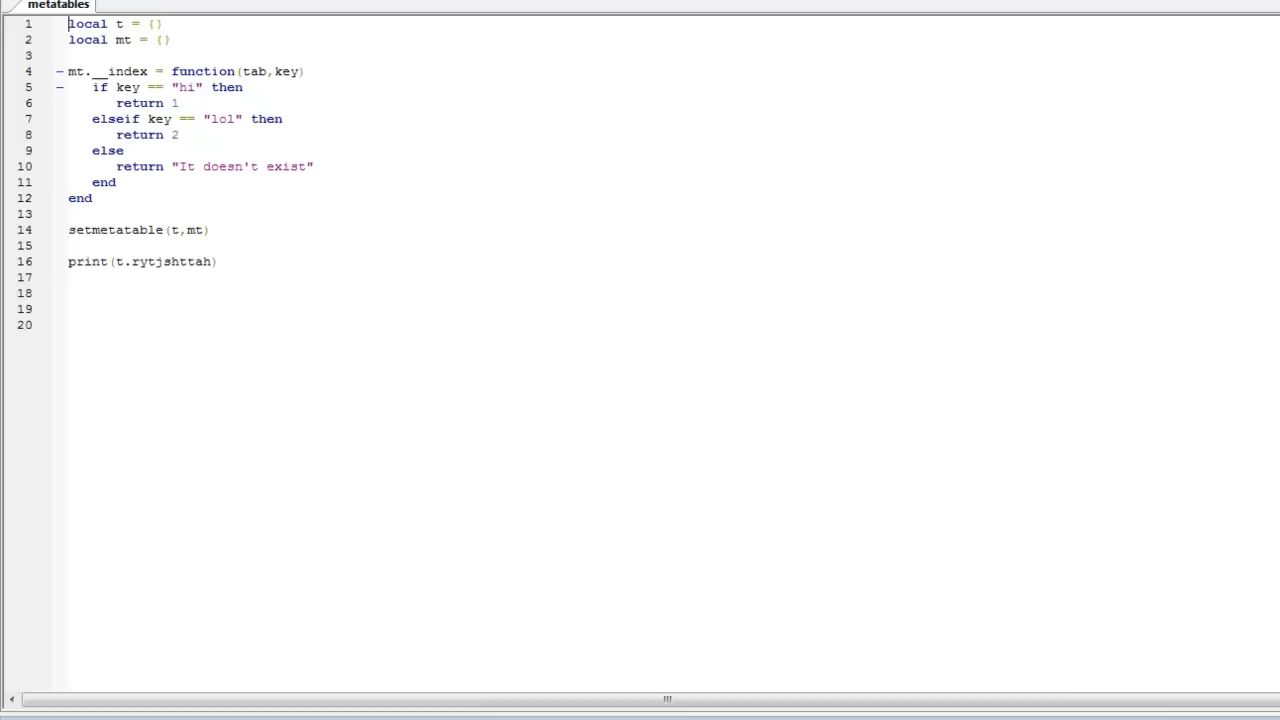 metatables
1 local t = {}
2 local mt = {}
3
4 mt.__index = function(tab,key)
5 if key == "hi" then
6 return 1
7 elseif key == "lol" then
8 return 2
9 else
10 return "It doesn't exist"
11 end
12 end
13
14 setmetatable(t,mt)
15
16 print(t.rytjshttah)
17
18
19
20